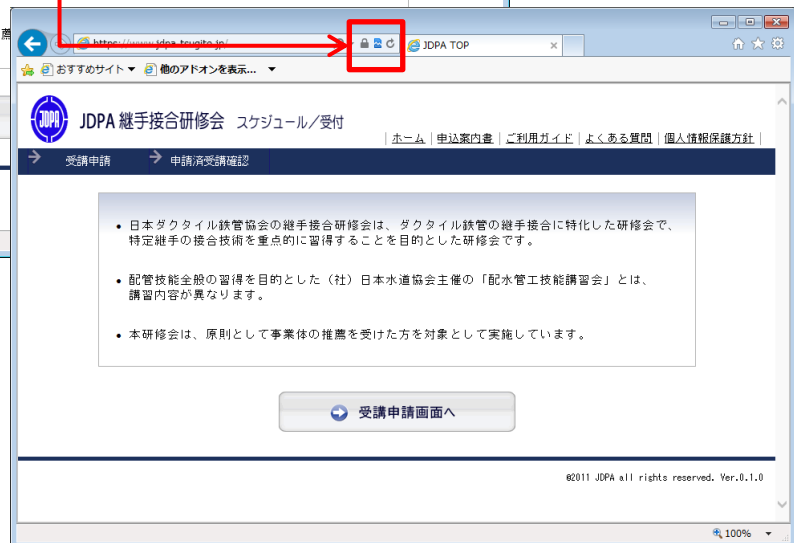 薦
https://www.jdpa-tsugite.jp/
JDPA TOP
おすすめサイト ▼ 他のアドオンを表示... ▼
JDPA
JDPA 継手接合研修会 スケジュール／受付
|ホーム|申込案内書|ご利用ガイド|よくある質問|個人情報保護方針|
受講申請 申請済受講確認
• 日本ダクタイル鉄管協会の継手接合研修会は、ダクタイル鉄管の継手接合に特化した研修会で、
特定継手の接合技術を重点的に習得することを目的とした研修会です。
• 配管技能全般の習得を目的とした（社）日本水道協会主催の「配水管工技能講習会」とは、
講習内容が異なります。
• 本研修会は、原則として事業体の推薦を受けた方を対象として実施しています。
受講申請画面へ
©2011 JDPA all rights reserved. Ver.0.1.0
100% ▼